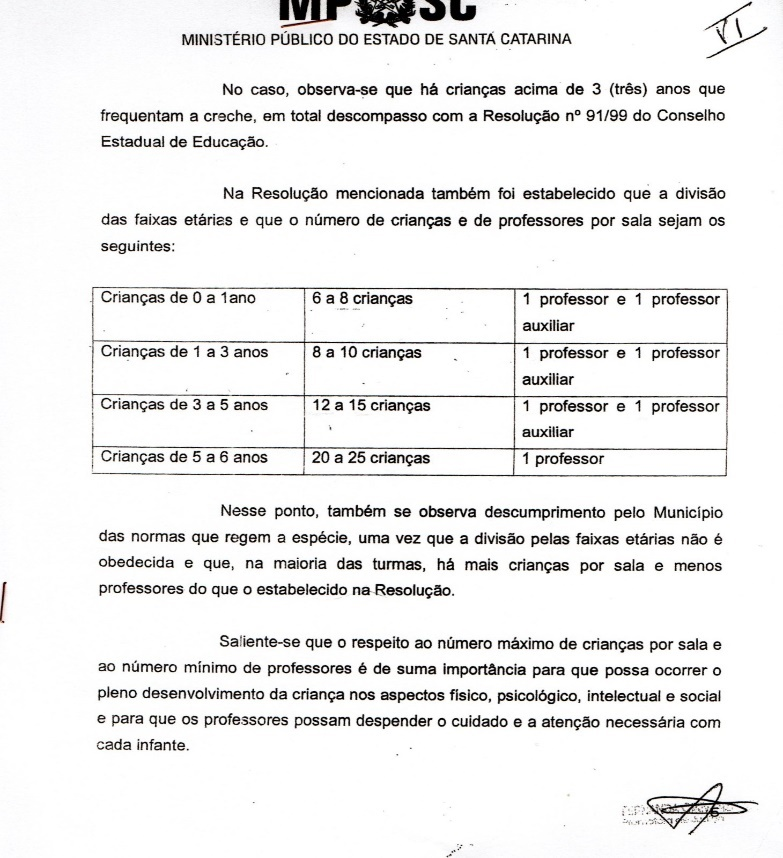 MP SC
MINISTÉRIO PÚBLICO DO ESTADO DE SANTA CATARINA
VI
No caso, observa-se que há crianças acima de 3 (três) anos que
frequentam a creche, em total descompasso com a Resolução nº 91/99 do Conselho
Estadual de Educação.
Na Resolução mencionada também foi estabelecido que a divisão
das faixas etárias e que o número de crianças e de professores por sala sejam os
seguintes:
Crianças de 0 a 1ano
6 a 8 crianças
1 professor e 1 professor
auxiliar
Crianças de 1 a 3 anos
8 a 10 crianças
1 professor e 1 professor
auxiliar
Crianças de 3 a 5 anos
12 a 15 crianças
1 professor e 1 professor
auxiliar
Crianças de 5 a 6 anos
20 a 25 crianças
1 professor
Nesse ponto, também se observa descumprimento pelo Município
das normas que regem a espécie, uma vez que a divisão pelas faixas etárias não é
obedecida e que, na maioria das turmas, há mais crianças por sala e menos
professores do que o estabelecido na Resolução.
Saliente-se que o respeito ao número máximo de crianças por sala e
ao número mínimo de professores é de suma importância para que possa ocorrer o
pleno desenvolvimento da criança nos aspectos físico, psicológico, intelectual e social
e para que os professores possam despender o cuidado e a atenção necessária com
cada infante.